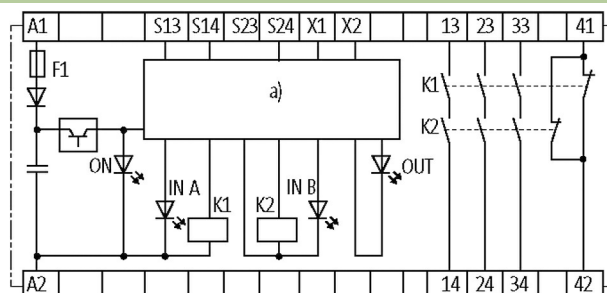 A1 S13 S14 S23 S24 X1 X2 13 23 33 41
F1
a)
K1
K2
ON
OUT
IN A K1 K2 IN B
A2 14 24 34 42